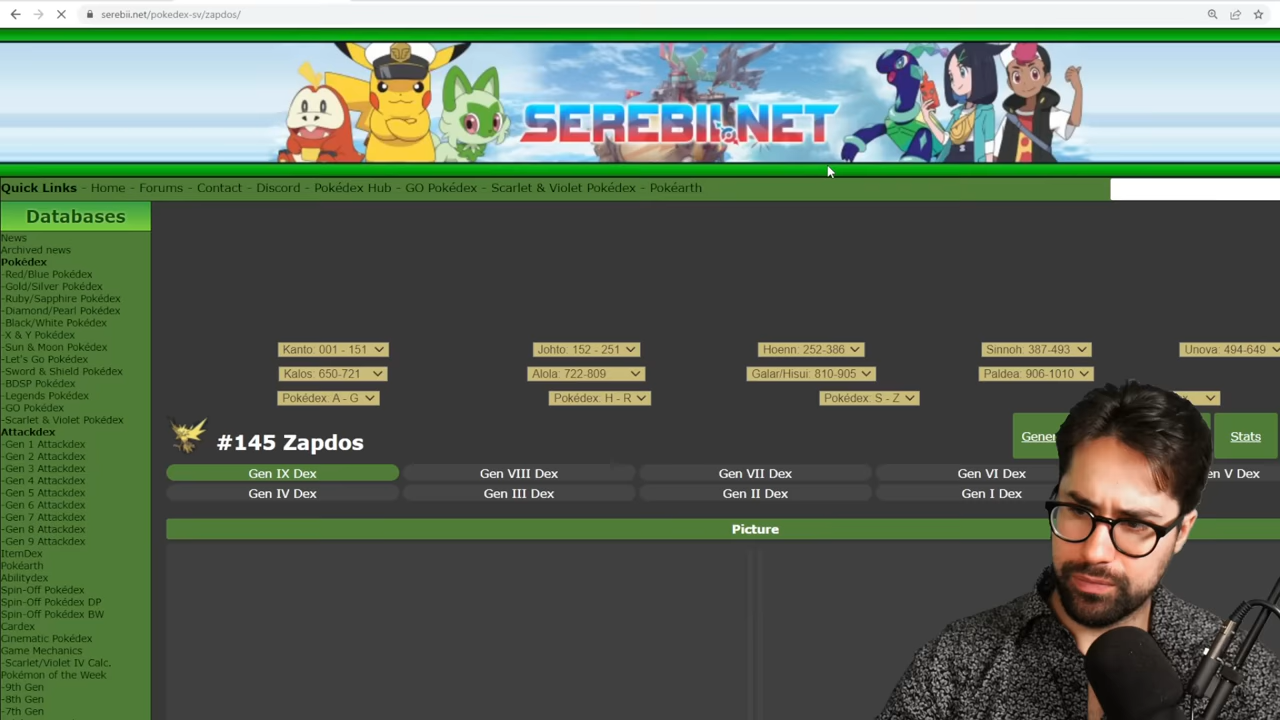 serebii.net/pokedex-sv/zapdos/
SEREBII.NET
Quick Links - Home - Forums - Contact - Discord - Pokédex Hub - GO Pokédex - Scarlet & Violet Pokédex - Pokéarth
Databases
News
Archived news
Pokédex
-Red/Blue Pokédex
-Gold/Silver Pokédex
-Ruby/Sapphire Pokédex
-Diamond/Pearl Pokédex
-Black/White Pokédex
-X & Y Pokédex
-Sun & Moon Pokédex
-Let's Go Pokédex
-Sword & Shield Pokédex
-BDSP Pokédex
-Legends Pokédex
-GO Pokédex
-Scarlet & Violet Pokédex
Attackdex
-Gen 1 Attackdex
-Gen 2 Attackdex
-Gen 3 Attackdex
-Gen 4 Attackdex
-Gen 5 Attackdex
-Gen 6 Attackdex
-Gen 7 Attackdex
-Gen 8 Attackdex
-Gen 9 Attackdex
ItemDex
Pokéarth
Abilitydex
Spin-Off Pokédex
Spin-Off Pokédex DP
Spin-Off Pokédex BW
Cardex
Cinematic Pokédex
Game Mechanics
-Scarlet/Violet IV Calc.
Pokémon of the Week
-9th Gen
-8th Gen
-7th Gen
Kanto: 001 - 151 Johto: 152 - 251 Hoenn: 252-386 Sinnoh: 387-493 Unova: 494-649
Kalos: 650-721 Alola: 722-809 Galar/Hisui: 810-905 Paldea: 906-1010
Pokédex: A - G Pokédex: H - R Pokédex: S - Z
#145 Zapdos
Gener Stats
Gen IX Dex Gen VIII Dex Gen VII Dex Gen VI Dex en V Dex
Gen IV Dex Gen III Dex Gen II Dex Gen I Dex
Picture